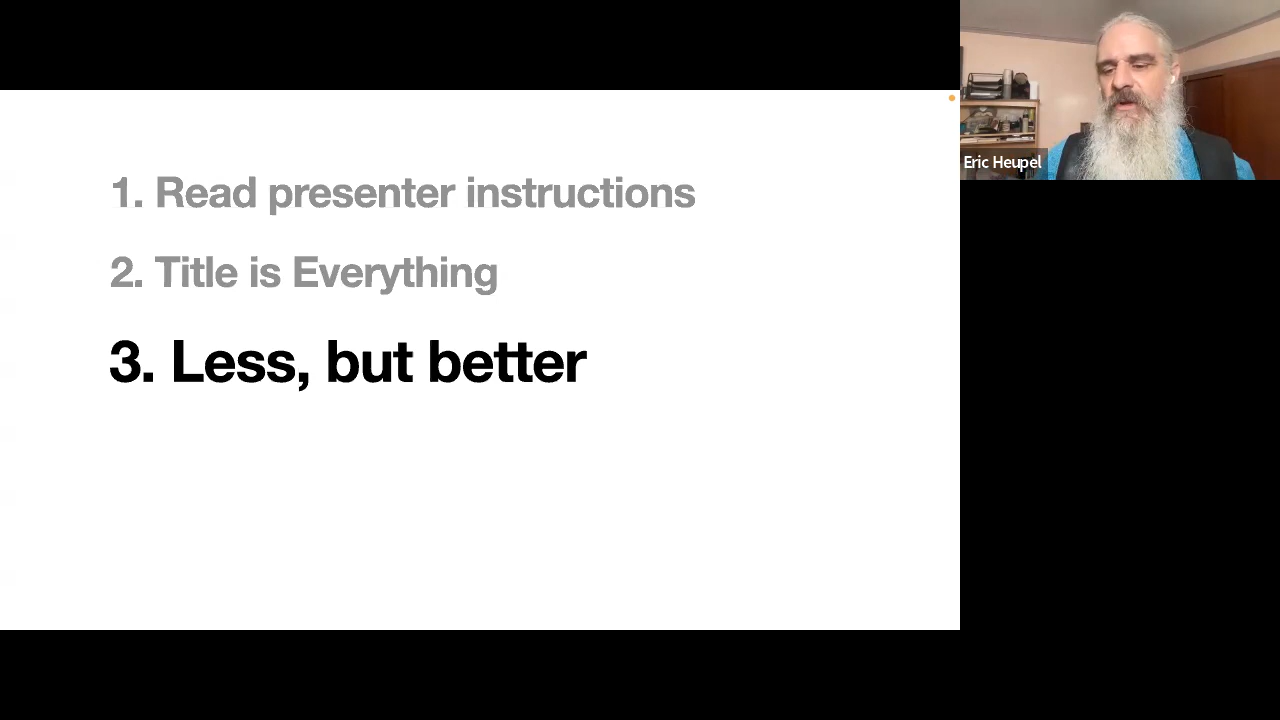 1. Read presenter instructions
2. Title is Everything
3. Less, but better
Eric Heupel